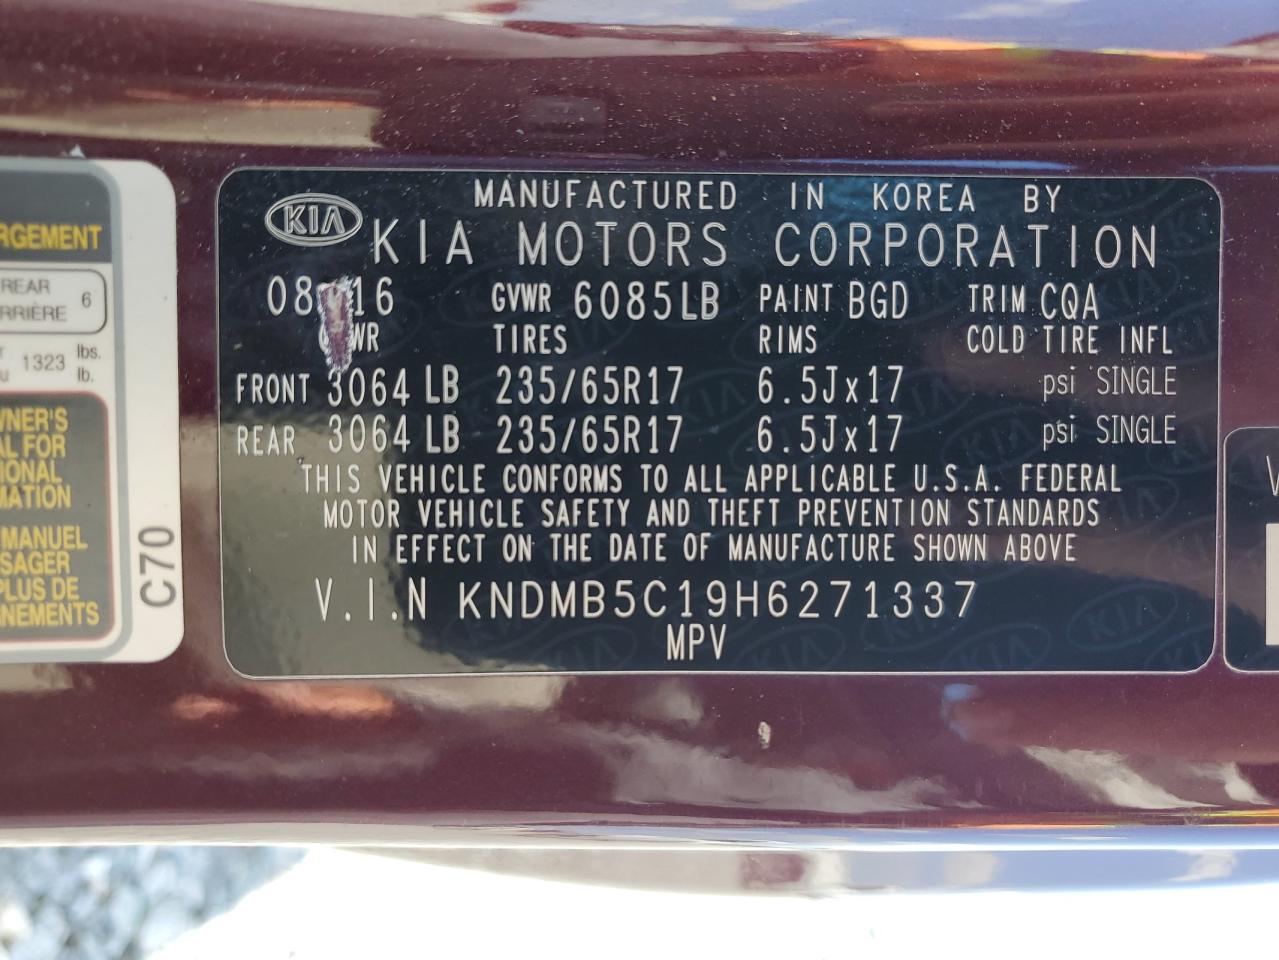 RGEMENT
REAR
RRIÈRE 6
1323 lbs.
lb.
WNER'S
AL FOR
IONAL
MATION
MANUEL
SAGER
PLUS DE
NEMENTS
C70
KIA
MANUFACTURED IN KOREA BY
KIA MOTORS CORPORATION
08 16 GVWR 6085LB PAINT BGD TRIM CQA
WR TIRES RIMS COLD TIRE INFL
FRONT 3064 LB 235/65R17 6.5Jx17 psi SINGLE
REAR 3064 LB 235/65R17 6.5Jx17 psi SINGLE
THIS VEHICLE CONFORMS TO ALL APPLICABLE U.S.A. FEDERAL
MOTOR VEHICLE SAFETY AND THEFT PREVENTION STANDARDS
IN EFFECT ON THE DATE OF MANUFACTURE SHOWN ABOVE
V.I.N KNDMB5C19H6271337
MPV